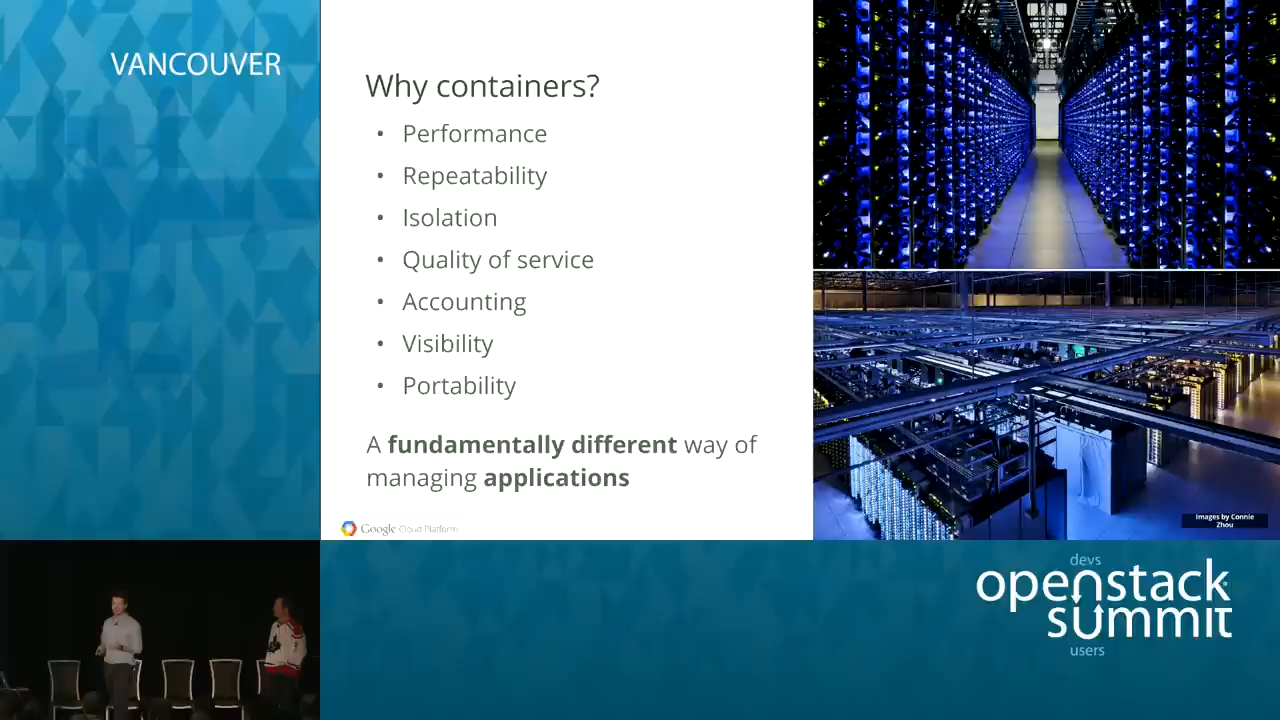 VANCOUVER
Why containers?
• Performance
• Repeatability
• Isolation
• Quality of service
• Accounting
• Visibility
• Portability
A fundamentally different way of
managing applications
Google Cloud Platform
Images by Connie
Zhou
devs
openstack
summit
users